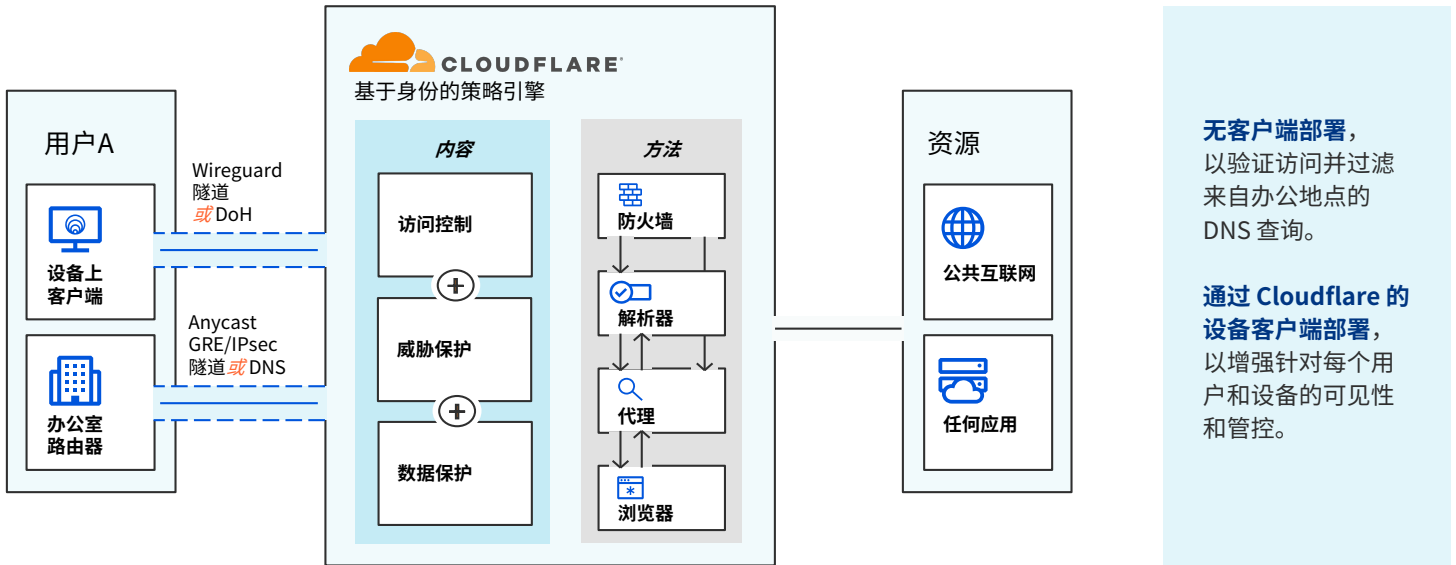 用户A
设备上
客户端
办公室
路由器
Wireguard
隧道
或 DoH
Anycast
GRE/IPsec
隧道或 DNS
CLOUDFLARE
基于身份的策略引擎
内容
访问控制
威胁保护
数据保护
方法
防火墙
解析器
代理
浏览器
资源
公共互联网
任何应用
无客户端部署，
以验证访问并过滤
来自办公地点的
DNS 查询。
通过 Cloudflare 的
设备客户端部署，
以增强针对每个用
户和设备的可见性
和管控。